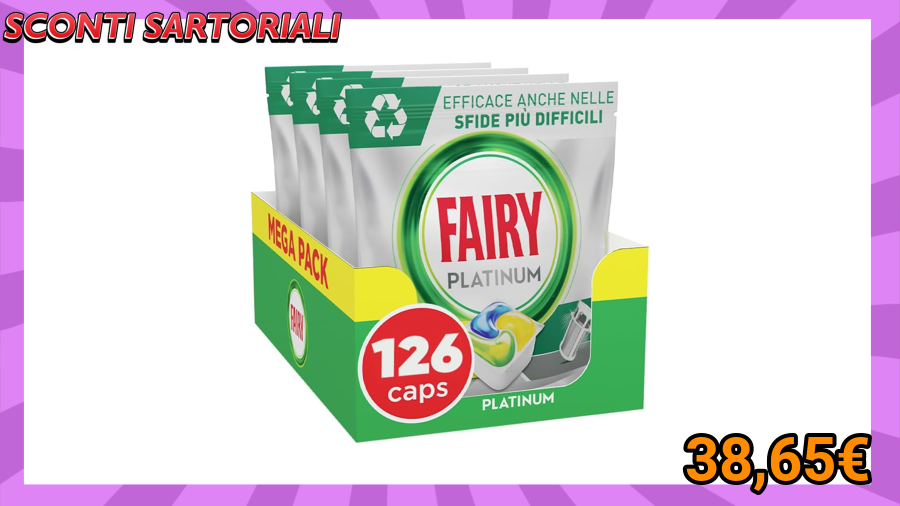 SCONTI SARTORIALI
EFFICACE ANCHE NELLE
SFIDE PIÙ DIFFICILI
FAIRY
PLATINUM
MEGA PACK
FAIRY
126
caps
PLATINUM
38,65€